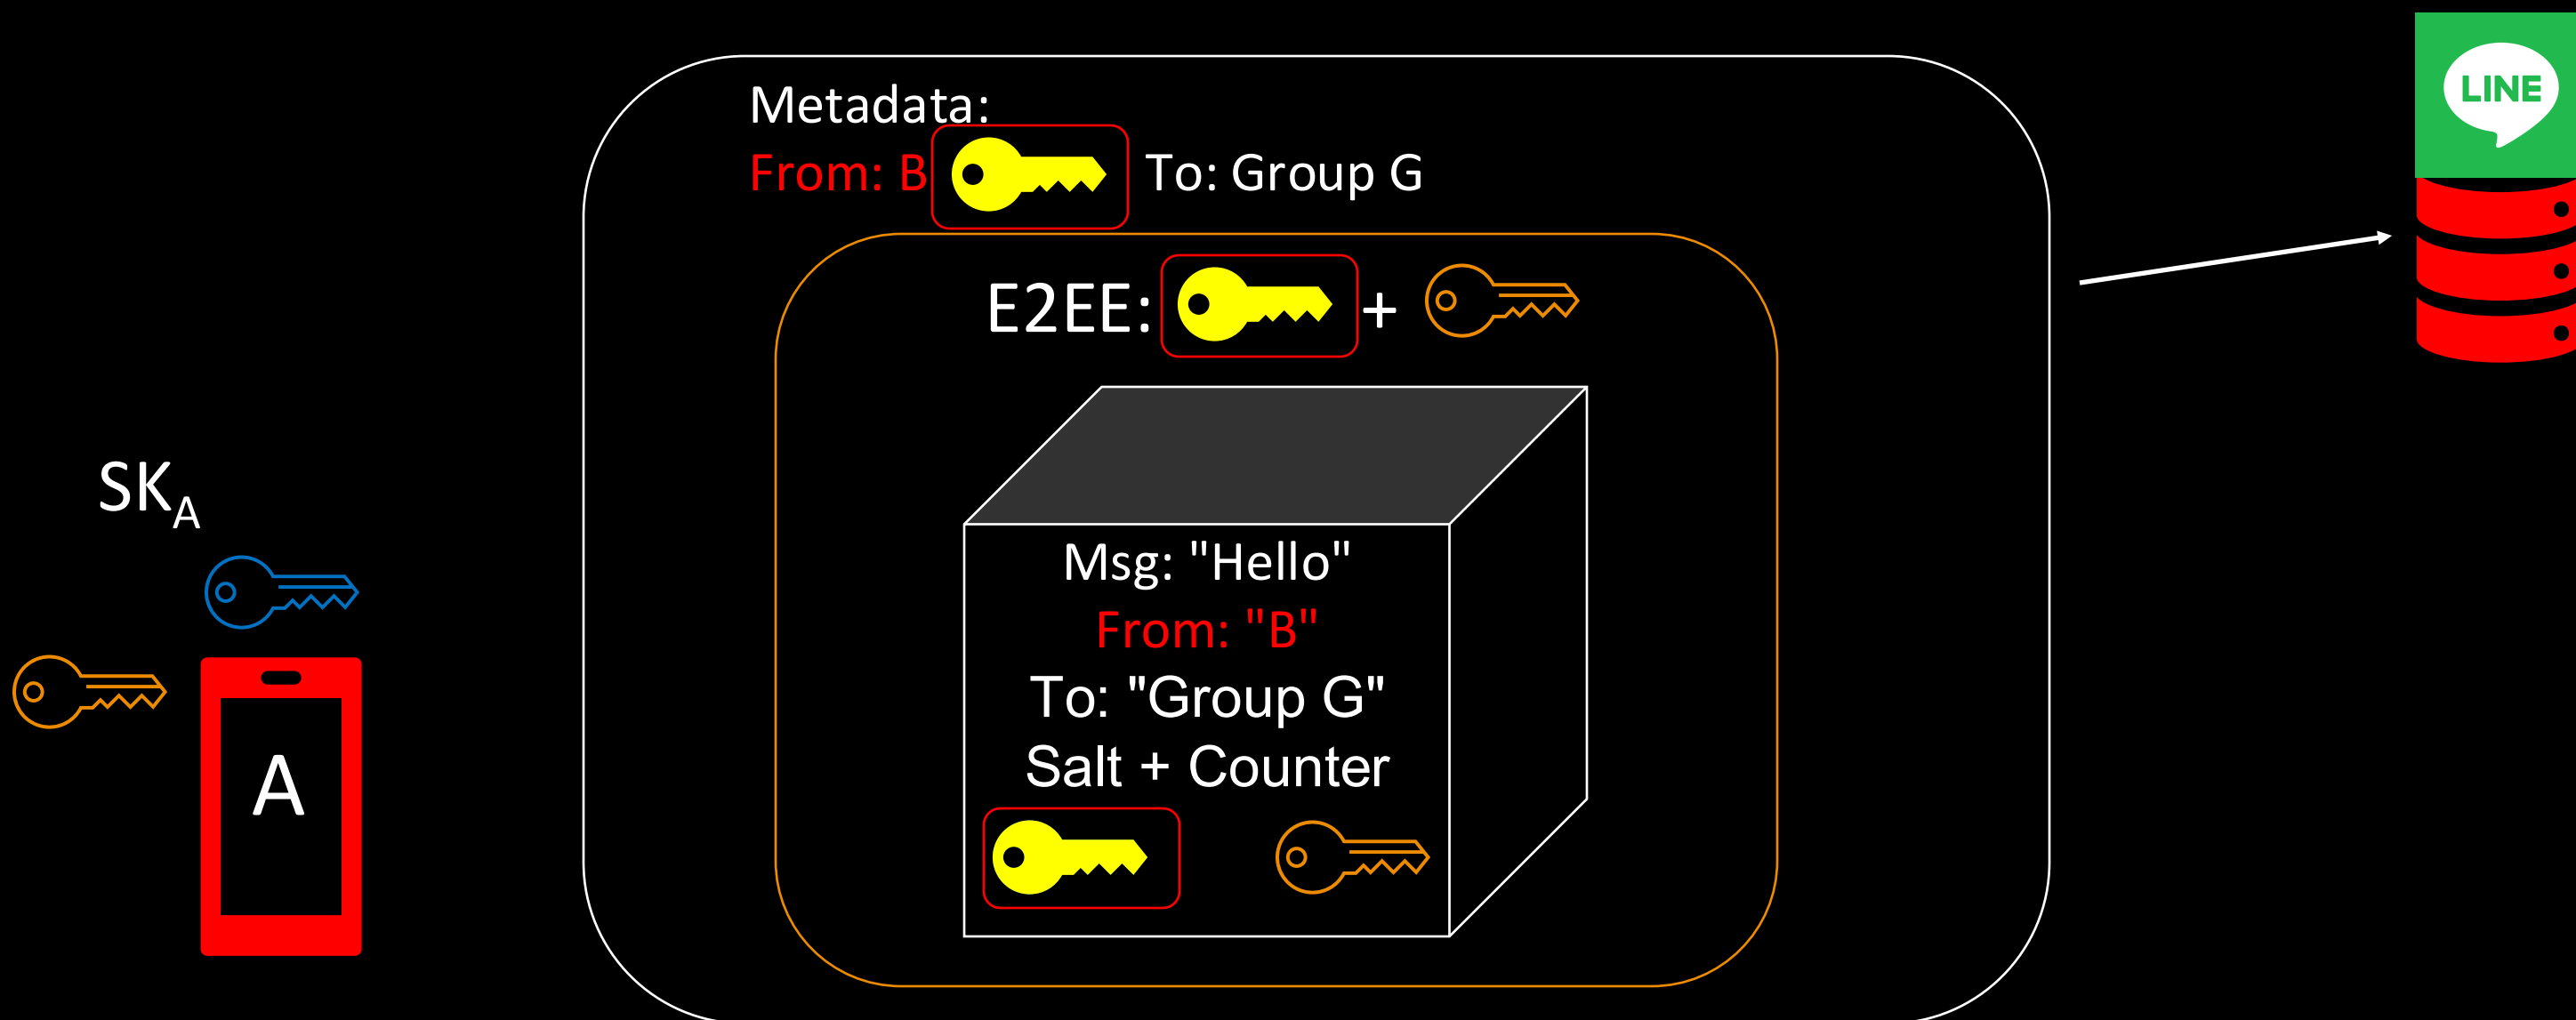 LINE
Metadata:
From: B To: Group G
E2EE: +
SKA
Msg: "Hello"
From: "B"
To: "Group G"
Salt + Counter
A